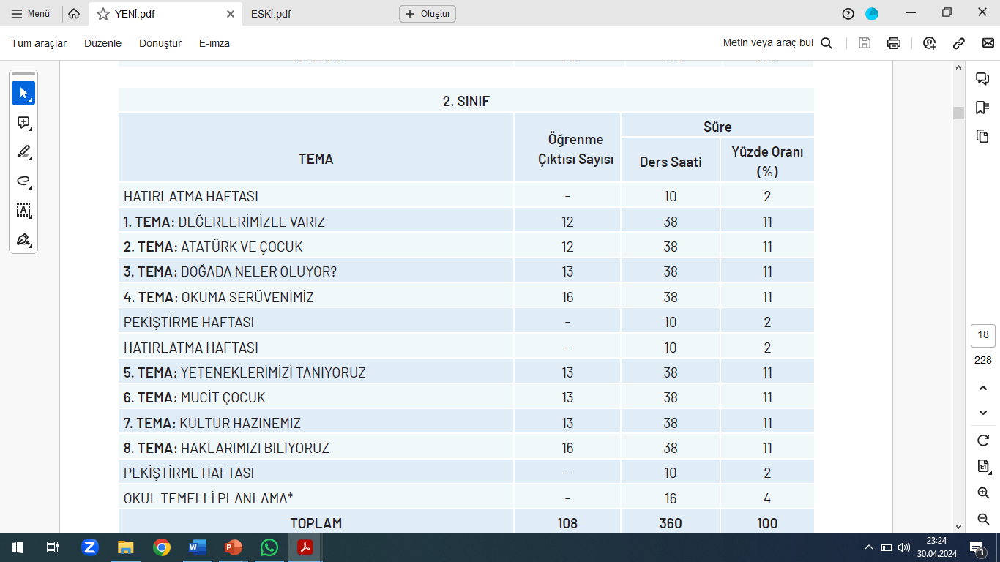 Menü
YENİ.pdf
ESKİ.pdf
Oluştur
Tüm araçlar Düzenle Dönüştür E-imza
Metin veya araç bul
2. SINIF
TEMA
Öğrenme
Çıktısı Sayısı
Süre
Ders Saati
Yüzde Oranı
(%)
HATIRLATMA HAFTASI - 10 2
1. TEMA: DEĞERLERİMİZLE VARIZ 12 38 11
2. TEMA: ATATÜRK VE ÇOCUK 12 38 11
3. TEMA: DOĞADA NELER OLUYOR? 13 38 11
4. TEMA: OKUMA SERÜVENİMİZ 16 38 11
PEKİŞTİRME HAFTASI - 10 2
HATIRLATMA HAFTASI - 10 2
5. TEMA: YETENEKLERİMİZİ TANIYORUZ 13 38 11
6. TEMA: MUCİT ÇOCUK 13 38 11
7. TEMA: KÜLTÜR HAZİNEMİZ 13 38 11
8. TEMA: HAKLARIMIZI BİLİYORUZ 16 38 11
PEKİŞTİRME HAFTASI - 10 2
OKUL TEMELLİ PLANLAMA* - 16 4
TOPLAM 108 360 100
18
228
1:1
23:24
30.04.2024
3